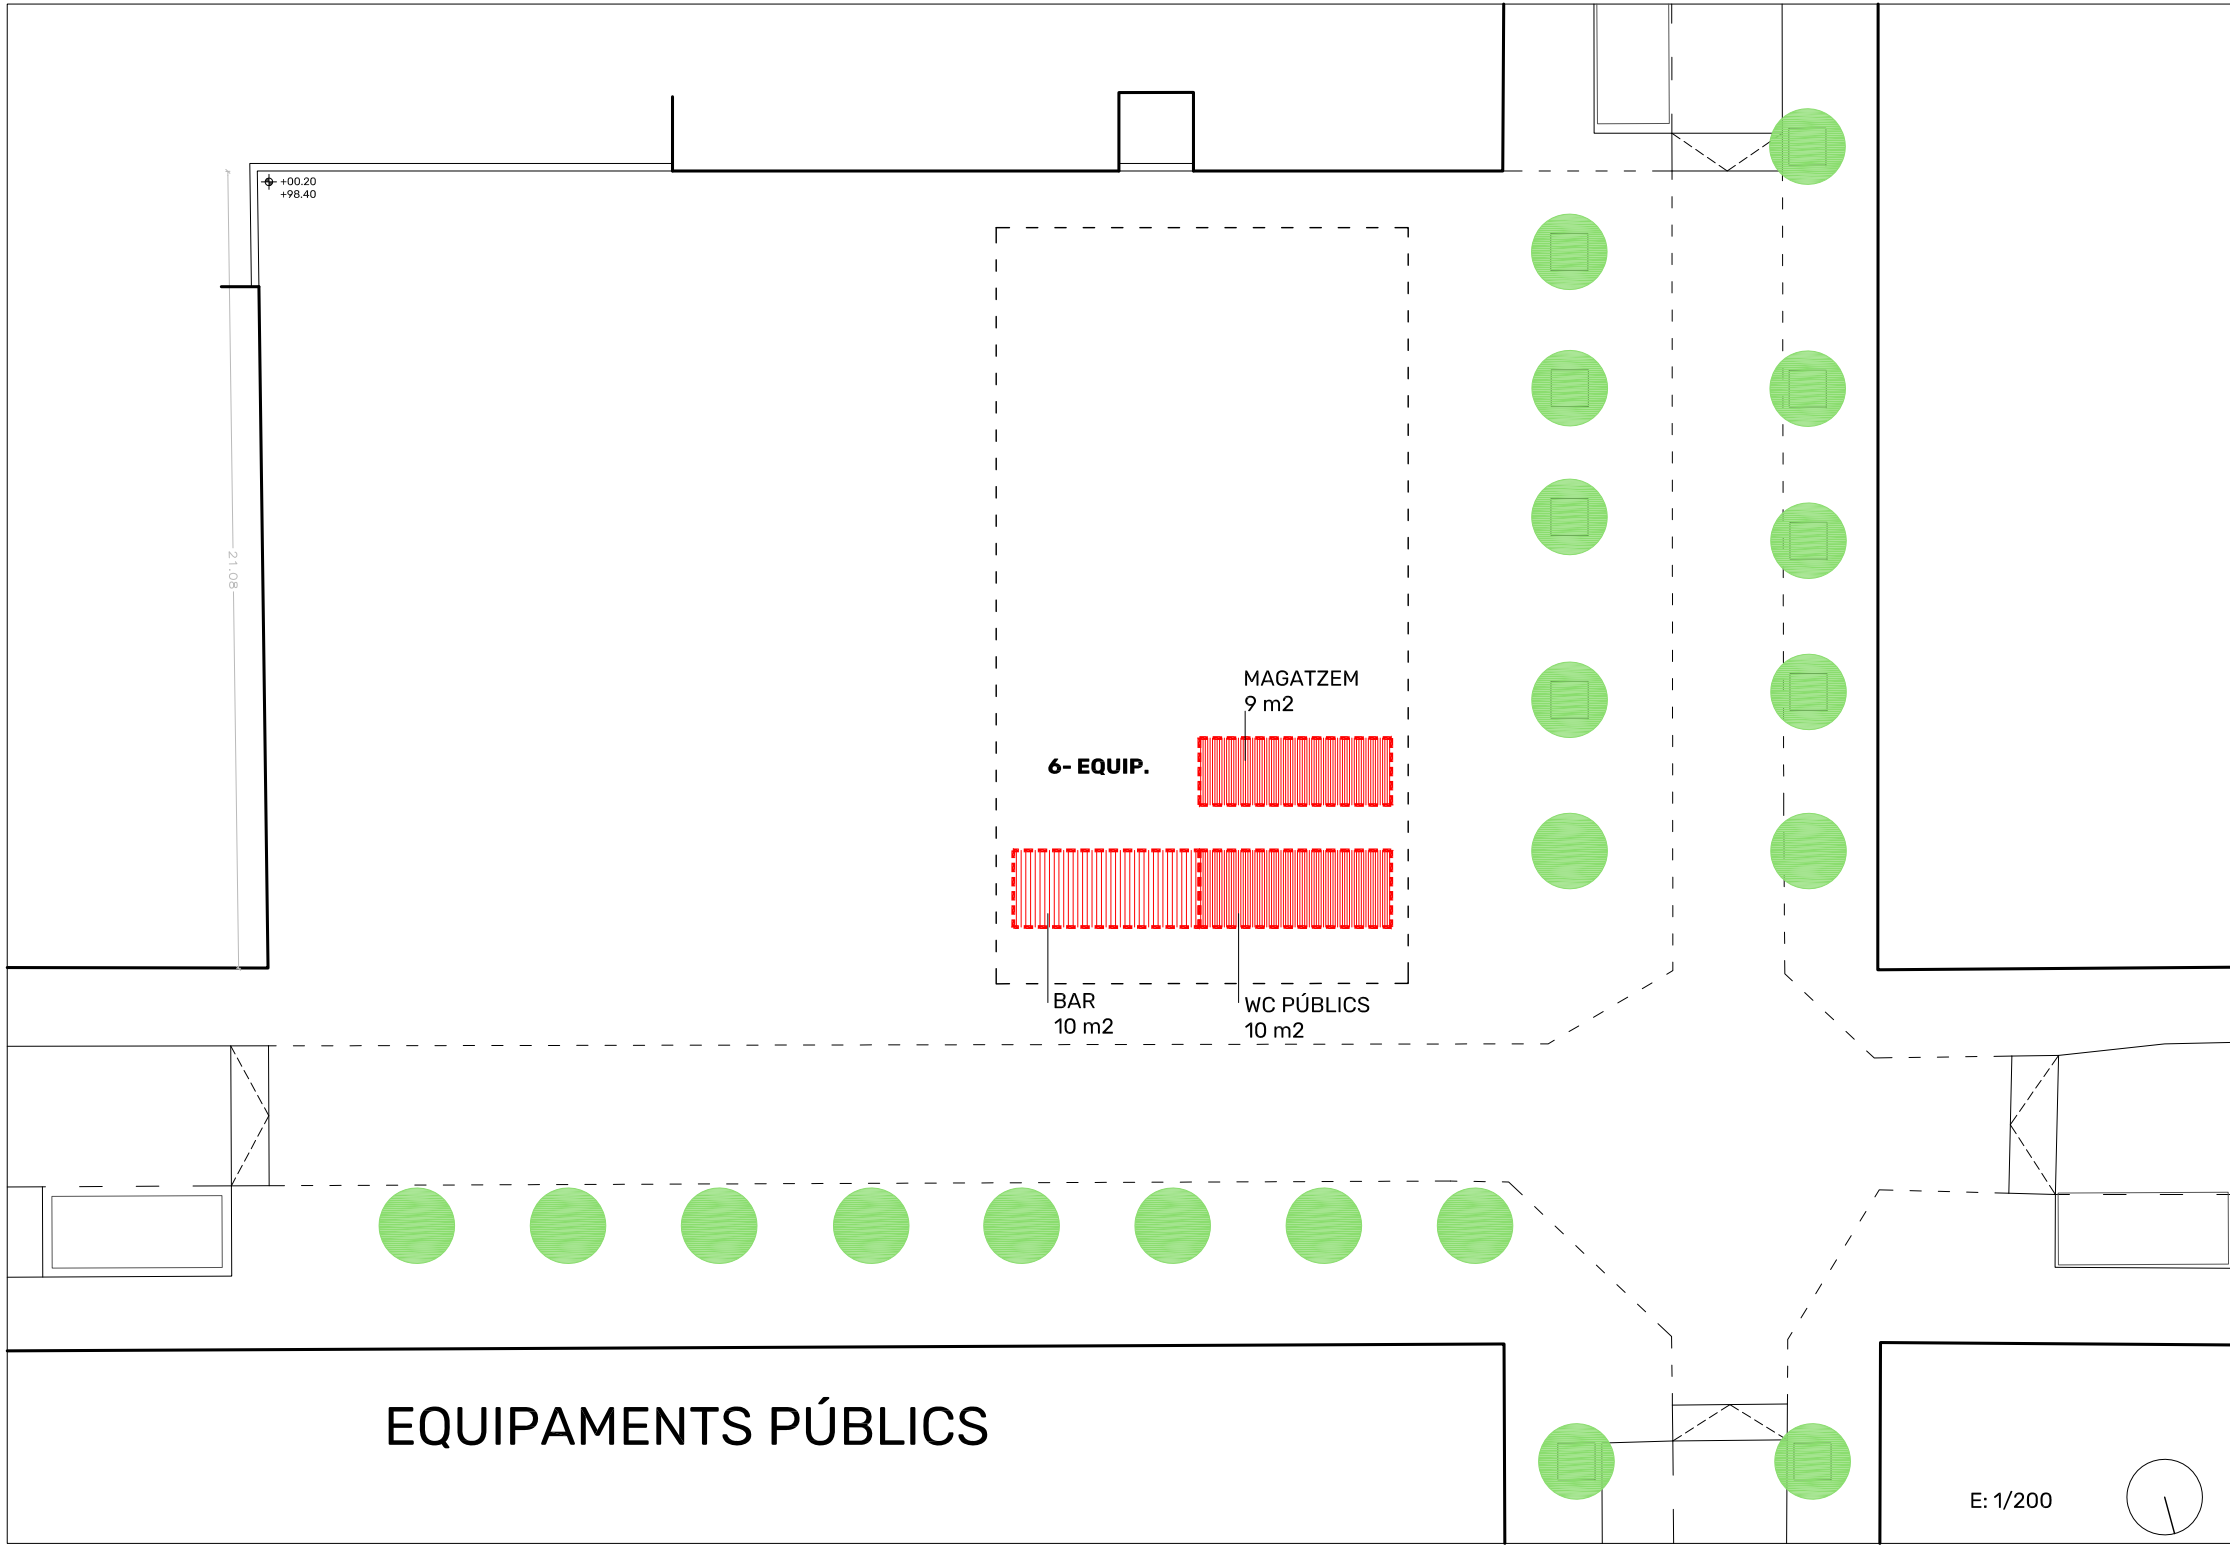 +00.20
+98.40
21.08
MAGATZEM
9 m2
6- EQUIP.
BAR
10 m2
WC PÚBLICS
10 m2
EQUIPAMENTS PÚBLICS
E: 1/200